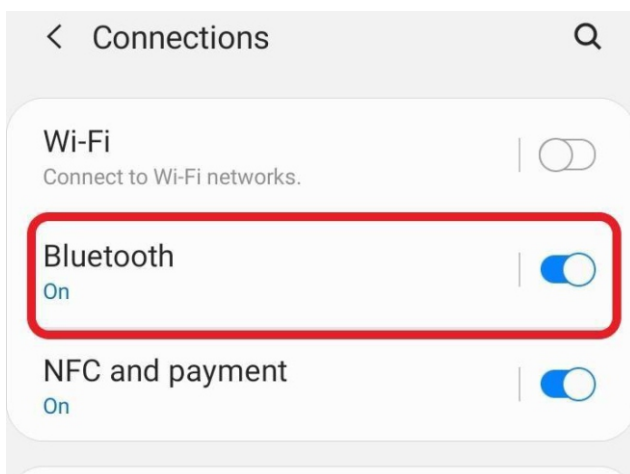 Connections
Wi-Fi
Connect to Wi-Fi networks.
Bluetooth
On
NFC and payment
On